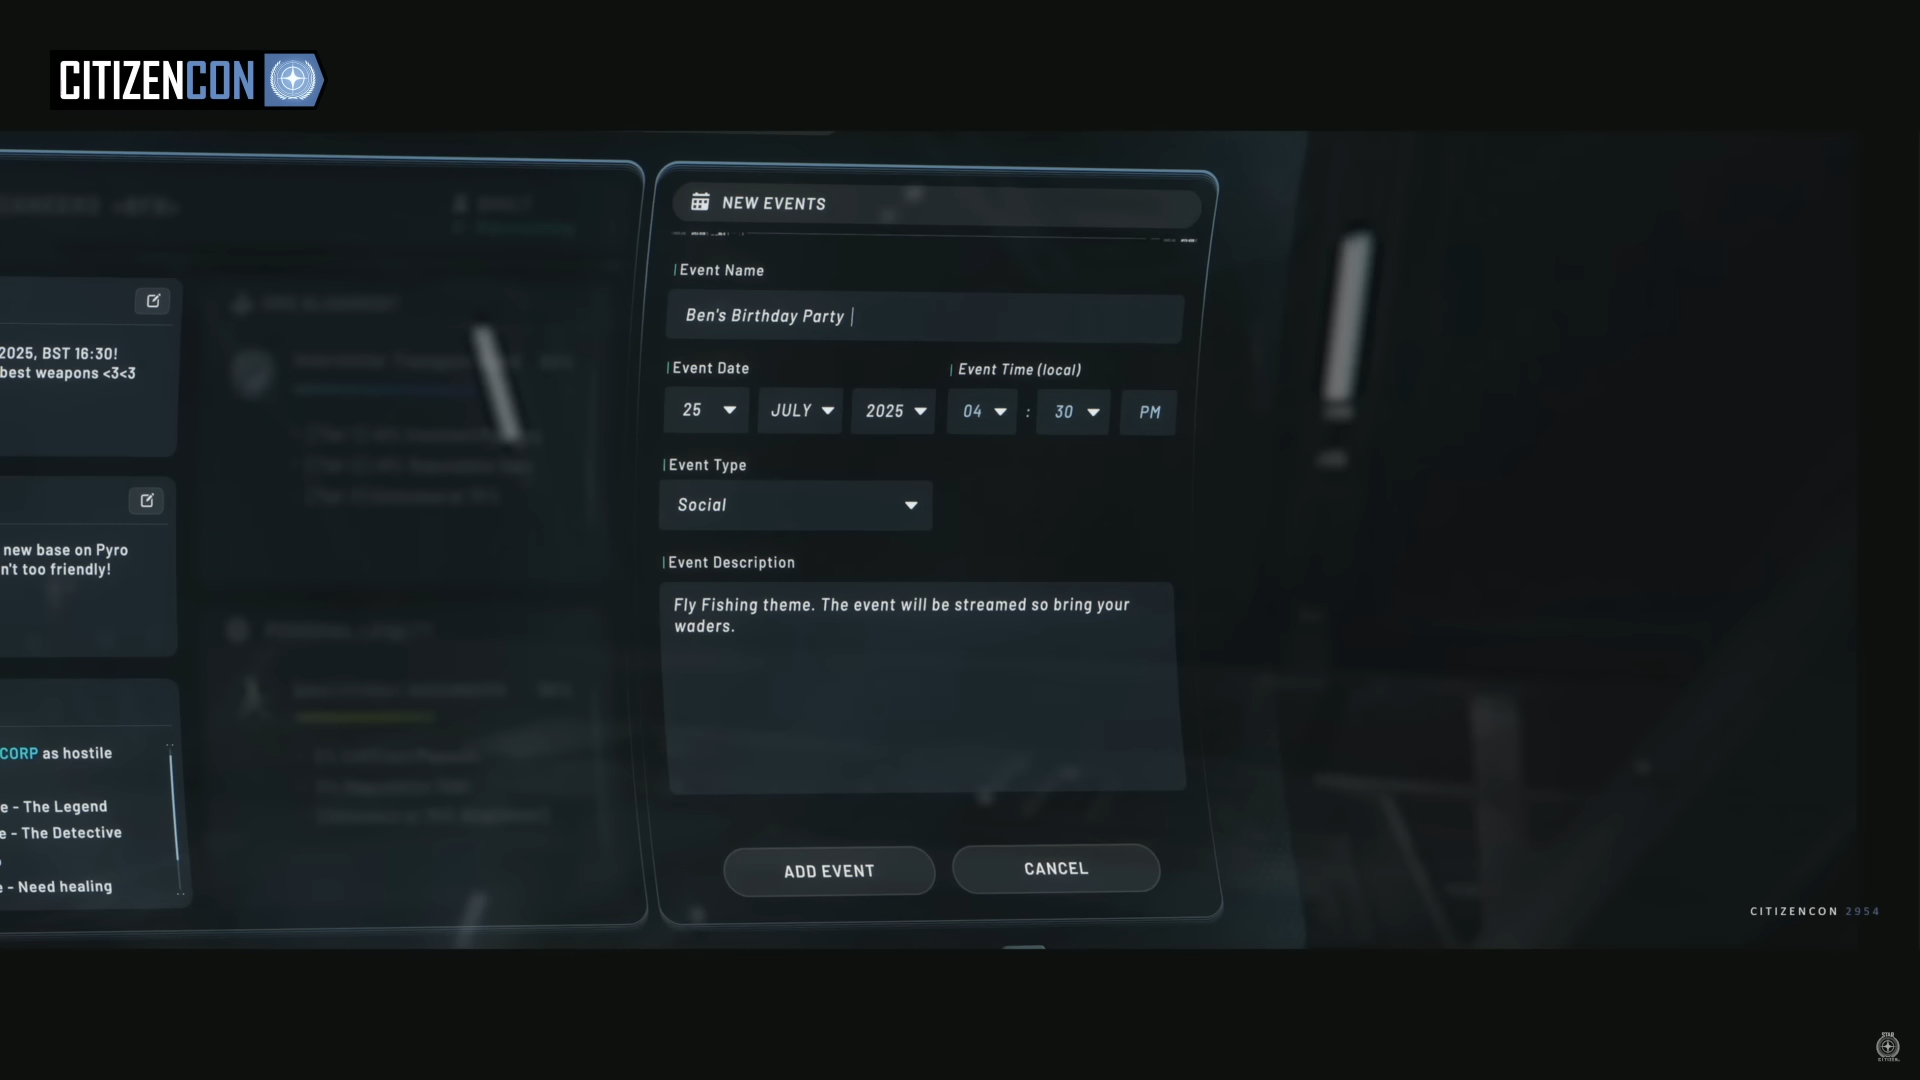 CITIZENCON
NEW EVENTS
Event Name
Ben's Birthday Party
Event Date
Event Time (local)
25 JULY 2025 04 : 30 PM
Event Type
Social
Event Description
Fly Fishing theme. The event will be streamed so bring your
waders.
ADD EVENT CANCEL
2025, BST 16:30!
best weapons <3<3
new base on Pyro
n't too friendly!
CORP as hostile
e - The Legend
e - The Detective
e - Need healing
CITIZENCON 2954
STAR
CITIZEN